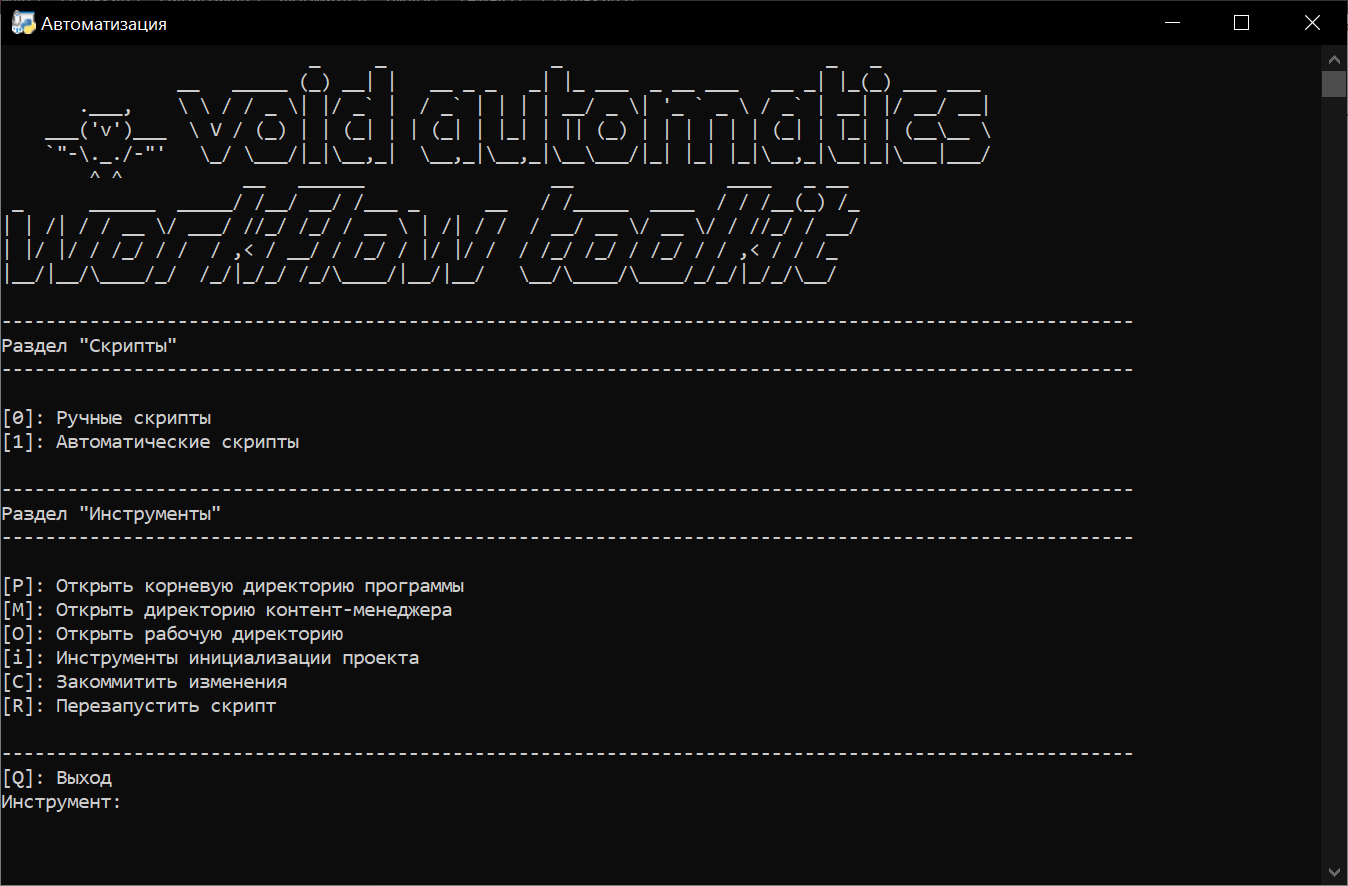 Автоматизация
void automatics
workflow toolkit
-------------------------------------------------------------------------------------------------------
Раздел "Скрипты"
-------------------------------------------------------------------------------------------------------
[0]: Ручные скрипты
[1]: Автоматические скрипты
-------------------------------------------------------------------------------------------------------
Раздел "Инструменты"
-------------------------------------------------------------------------------------------------------
[P]: Открыть корневую директорию программы
[M]: Открыть директорию контент-менеджера
[O]: Открыть рабочую директорию
[i]: Инструменты инициализации проекта
[C]: Закоммитить изменения
[R]: Перезапустить скрипт
-------------------------------------------------------------------------------------------------------
[Q]: Выход
Инструмент: